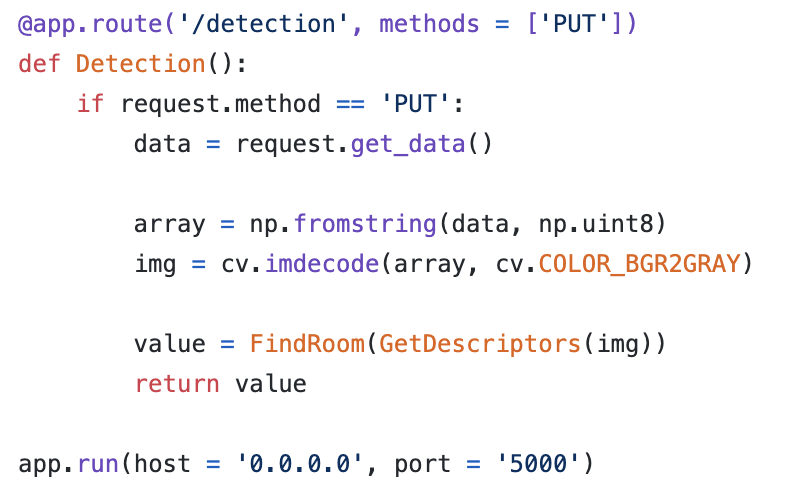 @app.route('/detection', methods = ['PUT'])
def Detection():
    if request.method == 'PUT':
        data = request.get_data()

        array = np.fromstring(data, np.uint8)
        img = cv.imdecode(array, cv.COLOR_BGR2GRAY)

        value = FindRoom(GetDescriptors(img))
        return value

app.run(host = '0.0.0.0', port = '5000')